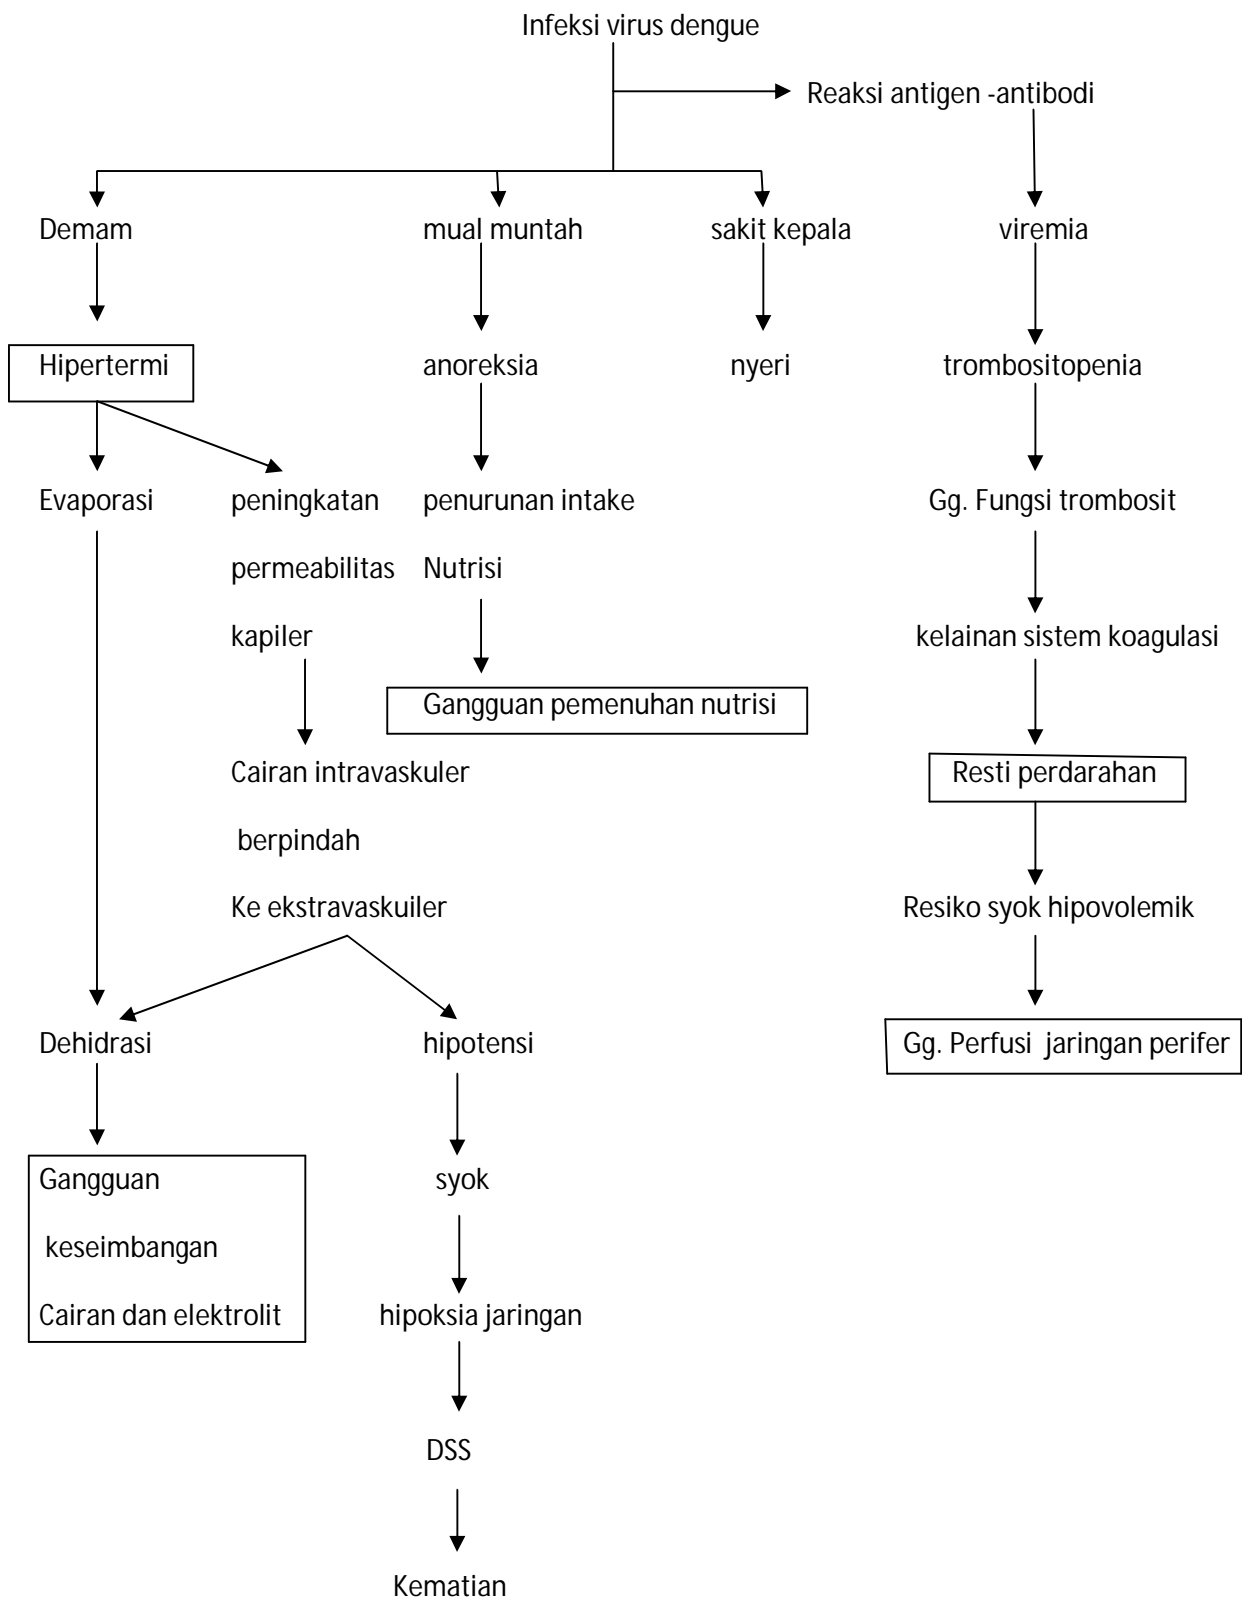 Infeksi virus dengue
Reaksi antigen -antibodi
Demam
mual muntah
sakit kepala
viremia
Hipertermi
anoreksia
nyeri
trombositopenia
Evaporasi
peningkatan
permeabilitas
kapiler
penurunan intake
Nutrisi
Gg. Fungsi trombosit
kelainan sistem koagulasi
Gangguan pemenuhan nutrisi
Cairan intravaskuler
berpindah
Ke ekstravaskuiler
Resti perdarahan
Resiko syok hipovolemik
Dehidrasi
hipotensi
Gg. Perfusi jaringan perifer
Gangguan
keseimbangan
Cairan dan elektrolit
syok
hipoksia jaringan
DSS
Kematian